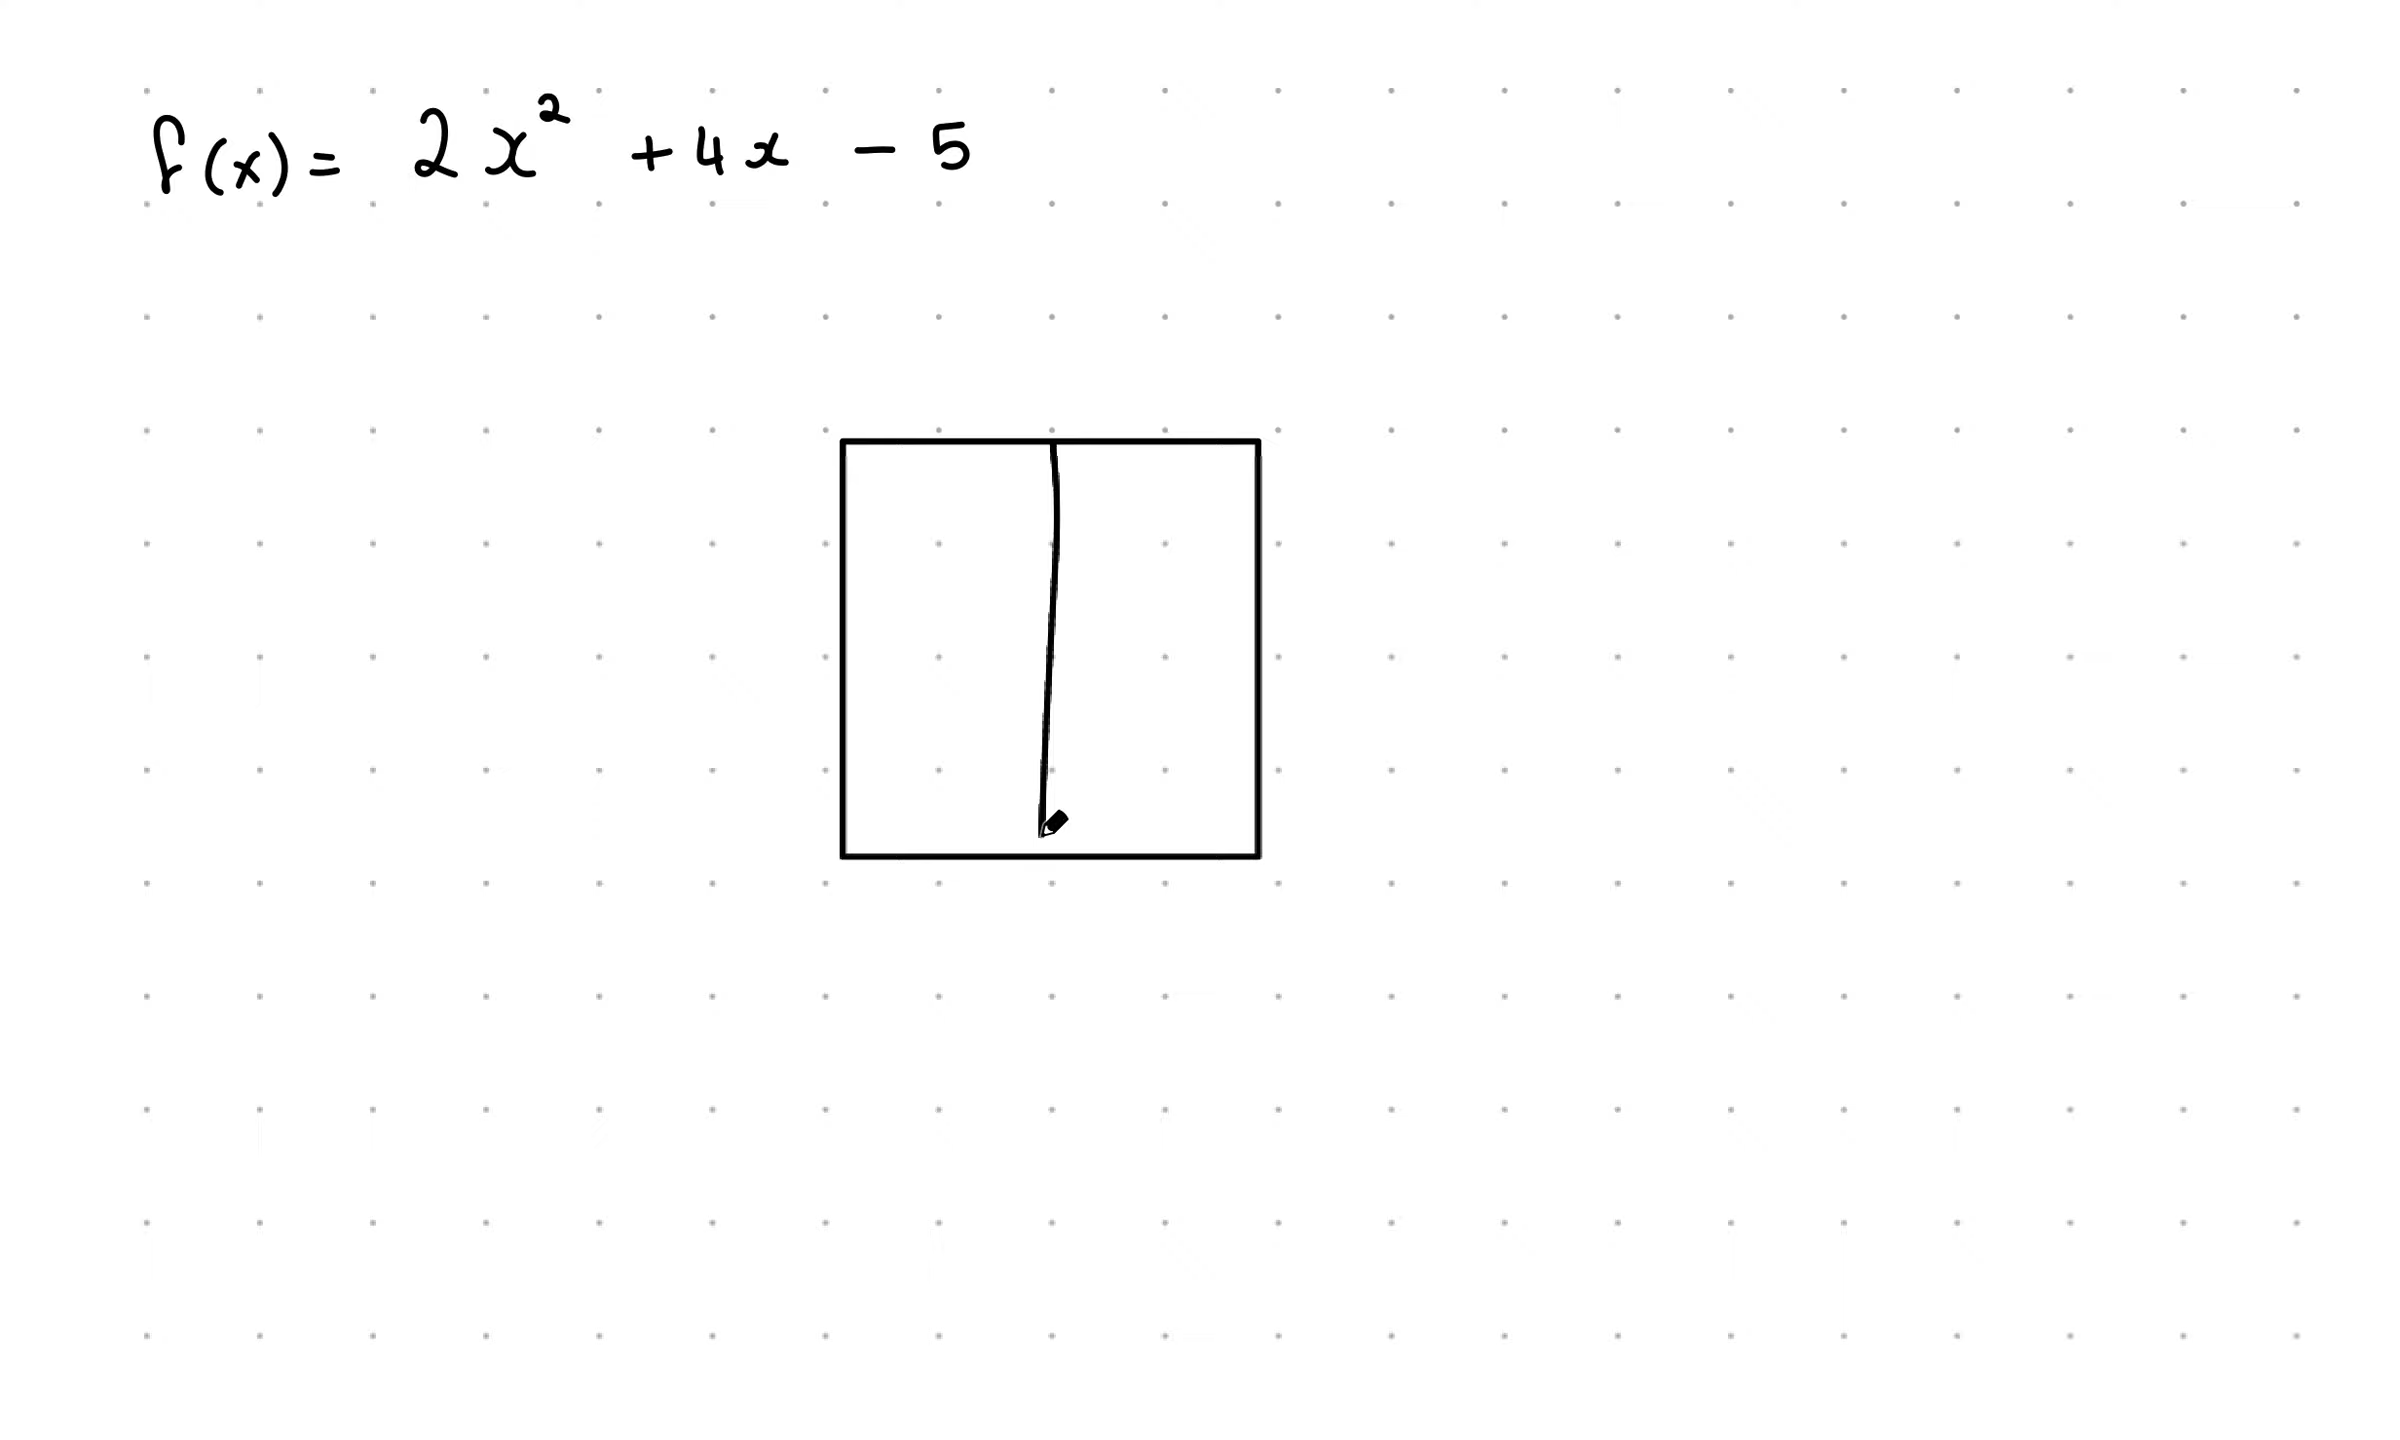 f(x) = 2x² + 4x - 5